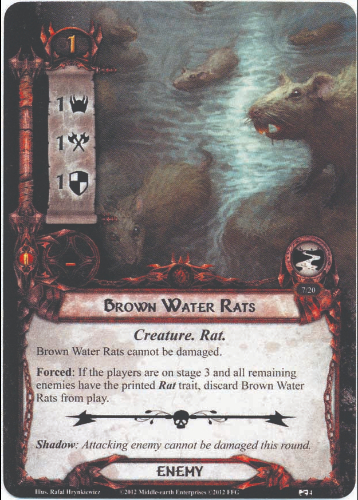 1
1
1
1
–
7/20
BROWN WATER RATS
Creature. Rat.
Brown Water Rats cannot be damaged.
Forced: If the players are on stage 3 and all remaining
enemies have the printed Rat trait, discard Brown Water
Rats from play.
Shadow: Attacking enemy cannot be damaged this round.
ENEMY
Illus. Rafał Hrynkiewicz ©2012 Middle-earth Enterprises ©2012 FFG